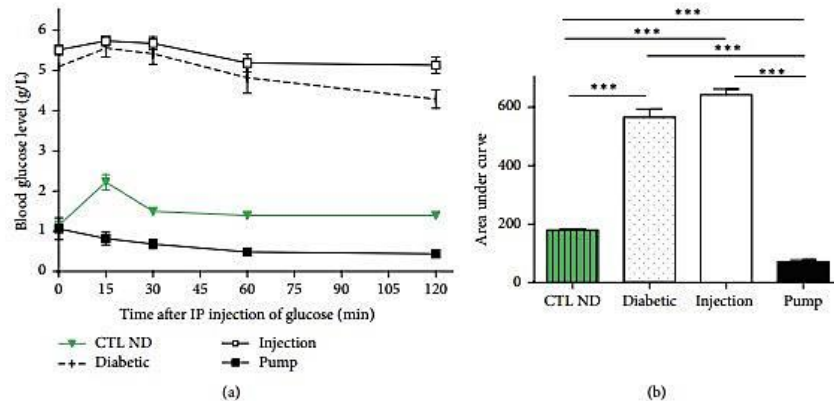 6
5
4
3
2
1
0
Blood glucose level (g/L)
0 15 30 45 60 75 90 105 120
Time after IP injection of glucose (min)
CTL ND
Diabetic
Injection
Pump
(a)
***
***
***
***
***
600
400
200
0
Area under curve
CTL ND Diabetic Injection Pump
(b)